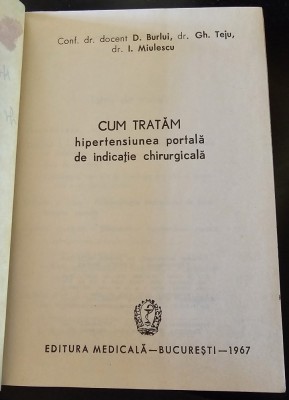 Conf. dr. docent D. Burlui, dr. Gh. Teju,
dr. I. Miulescu
CUM TRATĂM
hipertensiunea portală
de indicație chirurgicală
EDITURA MEDICALĂ—BUCUREȘTI—1967